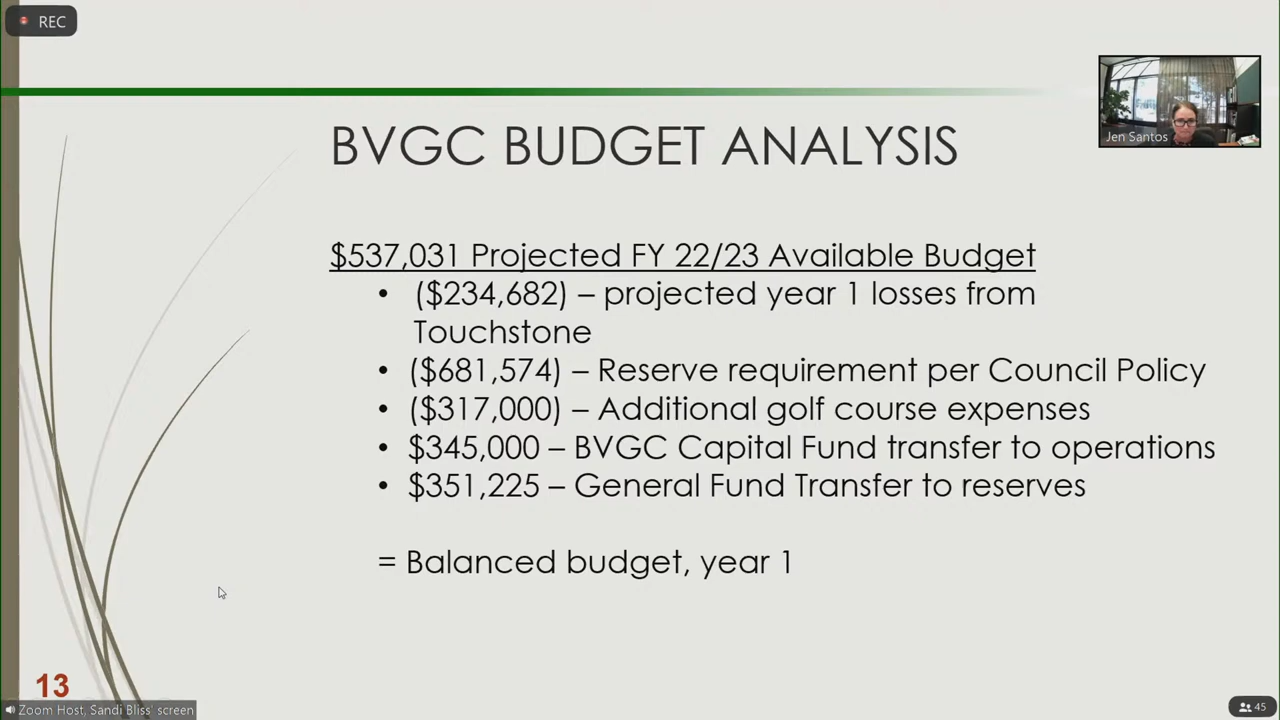 REC
Jen Santos
BVGC BUDGET ANALYSIS
$537,031 Projected FY 22/23 Available Budget
• ($234,682) – projected year 1 losses from
Touchstone
• ($681,574) – Reserve requirement per Council Policy
• ($317,000) – Additional golf course expenses
• $345,000 – BVGC Capital Fund transfer to operations
• $351,225 – General Fund Transfer to reserves
= Balanced budget, year 1
13
Zoom Host, Sandi Bliss' screen
45